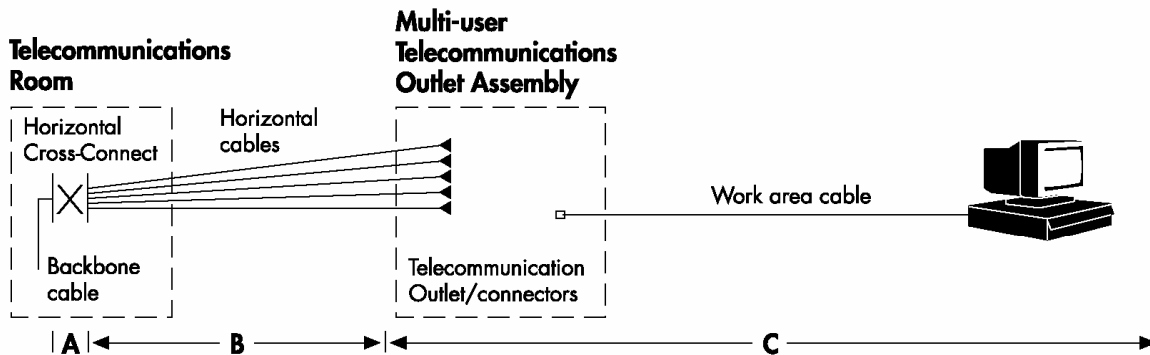 Telecommunications
Room
Multi-user
Telecommunications
Outlet Assembly
Horizontal
Cross-Connect
Horizontal
cables
Work area cable
Backbone
cable
Telecommunication
Outlet/connectors
A
B
C